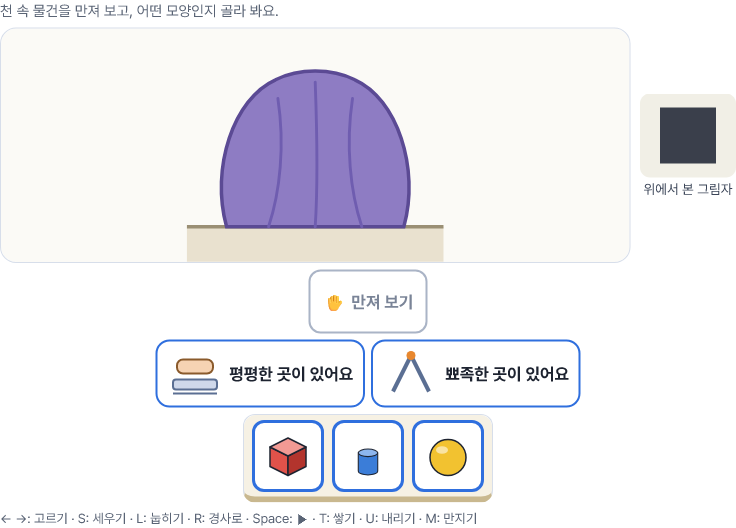 천 속 물건을 만져 보고, 어떤 모양인지 골라 봐요.
위에서 본 그림자
만져 보기
평평한 곳이 있어요
뾰족한 곳이 있어요
← →: 고르기 · S: 세우기 · L: 눕히기 · R: 경사로 · Space: ▶ · T: 쌓기 · U: 내리기 · M: 만지기